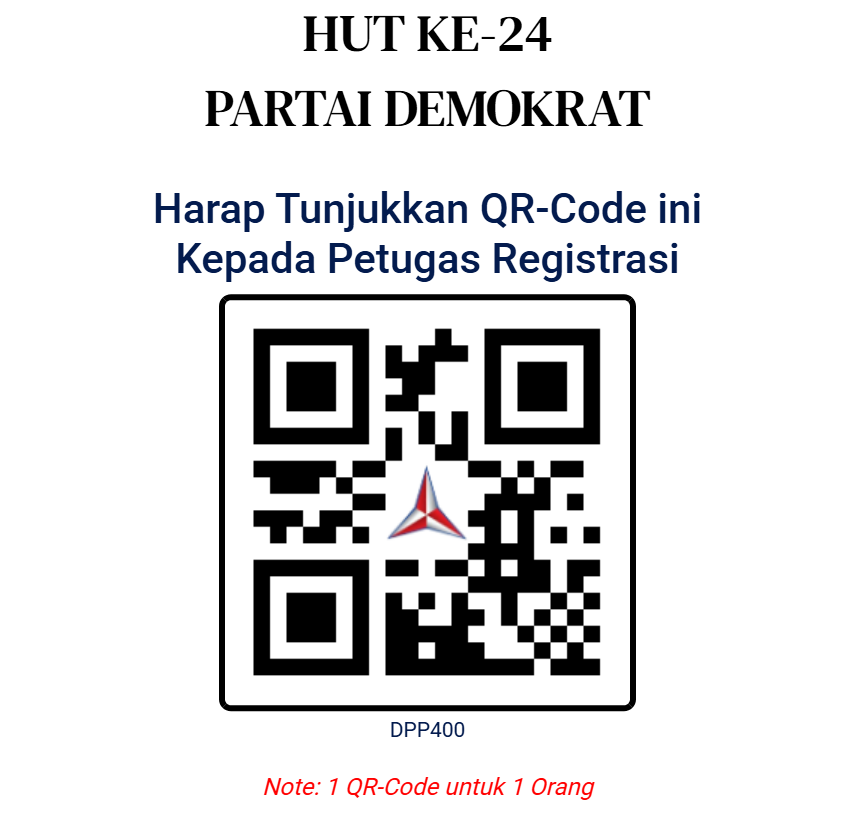 HUT KE-24
PARTAI DEMOKRAT
Harap Tunjukkan QR-Code ini
Kepada Petugas Registrasi
DPP400
Note: 1 QR-Code untuk 1 Orang